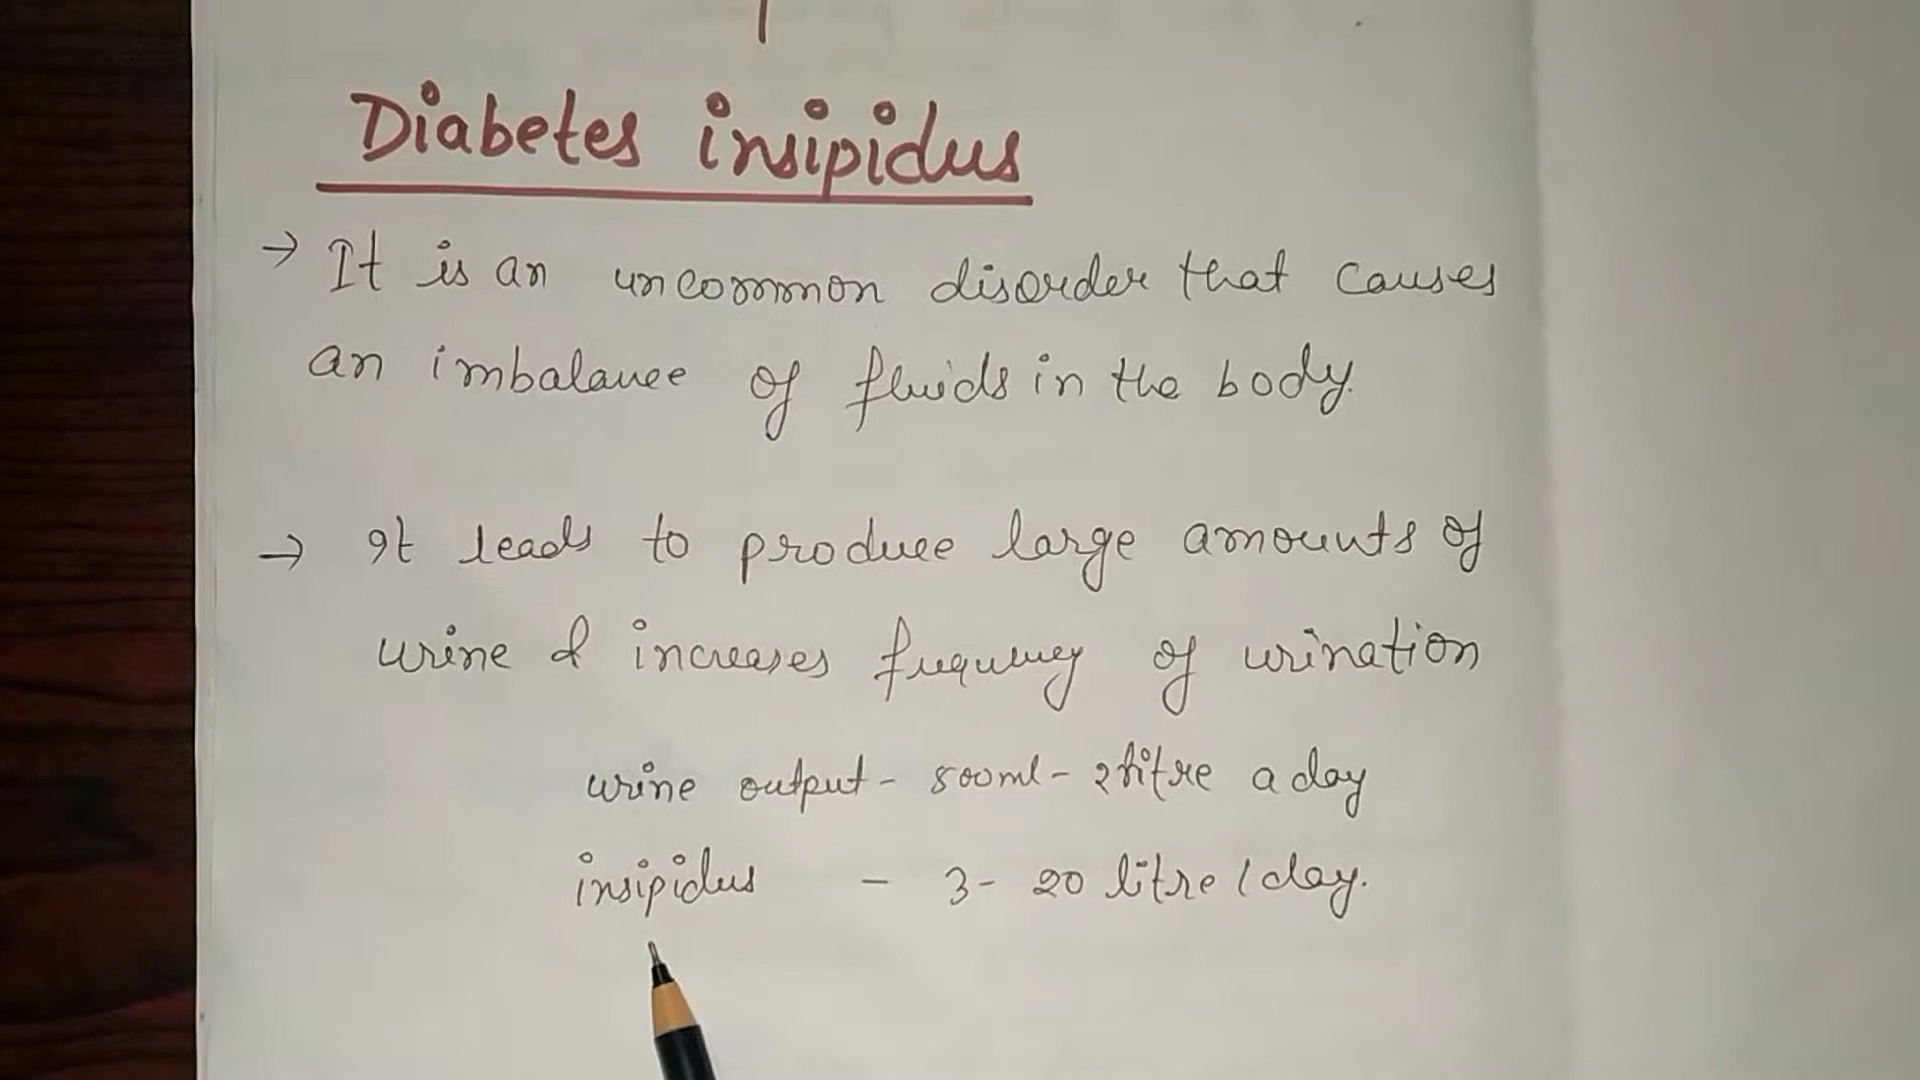 Diabetes insipidus
→ It is an uncommon disorder that causes
an imbalance of fluids in the body.
→ It leads to produce large amounts of
urine & increases frequency of urination
urine output - 800ml - 2litre a day
insipidus - 3 - 20 litre / day.